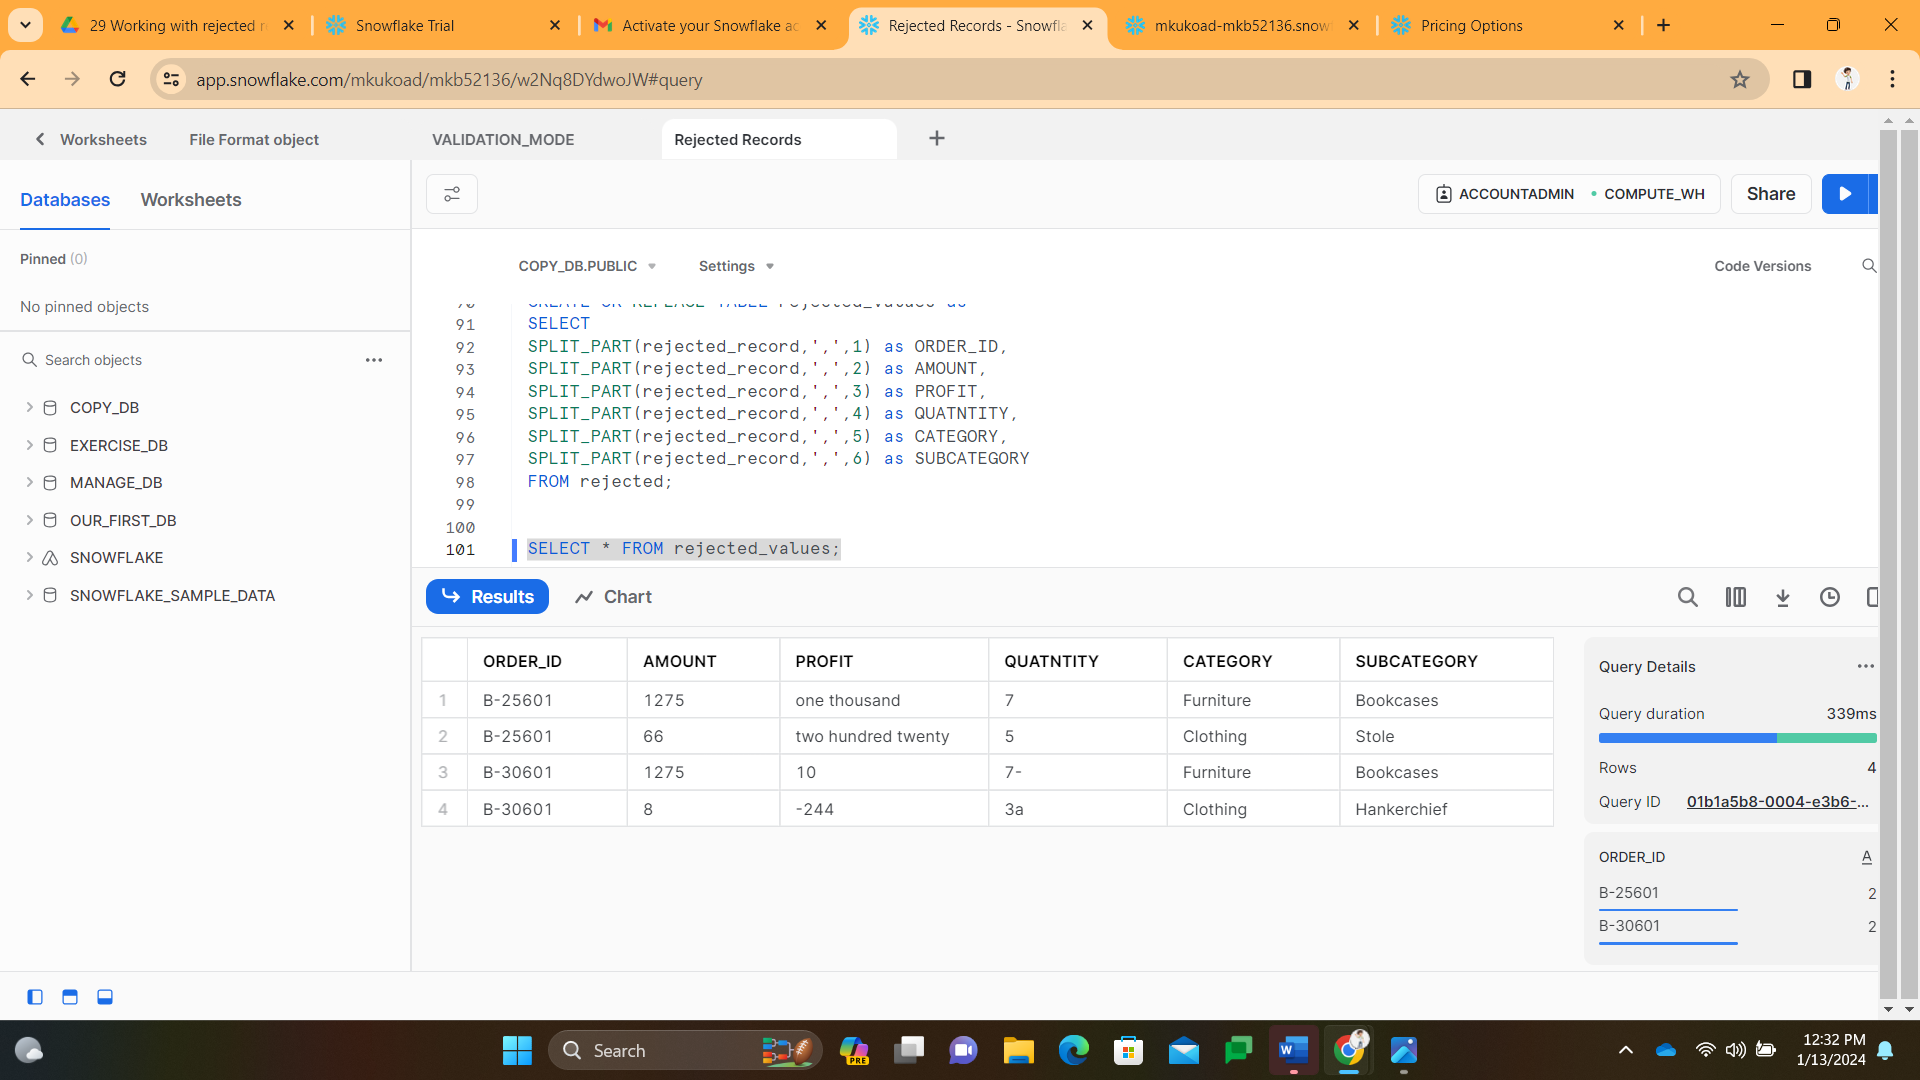 29 Working with rejected r
Snowflake Trial
Activate your Snowflake ac
Rejected Records - Snowfla
mkukoad-mkb52136.snow
Pricing Options
app.snowflake.com/mkukoad/mkb52136/w2Nq8DYdwoJW#query
Worksheets
File Format object
VALIDATION_MODE
Rejected Records
Databases
Worksheets
ACCOUNTADMIN
COMPUTE_WH
Share
Pinned (0)
No pinned objects
COPY_DB.PUBLIC
Settings
Code Versions
Search objects
COPY_DB
EXERCISE_DB
MANAGE_DB
OUR_FIRST_DB
SNOWFLAKE
SNOWFLAKE_SAMPLE_DATA
90 CREATE OR REPLACE TABLE rejected_values as
91 SELECT
92 SPLIT_PART(rejected_record,',',1) as ORDER_ID,
93 SPLIT_PART(rejected_record,',',2) as AMOUNT,
94 SPLIT_PART(rejected_record,',',3) as PROFIT,
95 SPLIT_PART(rejected_record,',',4) as QUATNTITY,
96 SPLIT_PART(rejected_record,',',5) as CATEGORY,
97 SPLIT_PART(rejected_record,',',6) as SUBCATEGORY
98 FROM rejected;
99
100
101 SELECT * FROM rejected_values;
Results
Chart
ORDER_ID AMOUNT PROFIT QUATNTITY CATEGORY SUBCATEGORY
1 B-25601 1275 one thousand 7 Furniture Bookcases
2 B-25601 66 two hundred twenty 5 Clothing Stole
3 B-30601 1275 10 7- Furniture Bookcases
4 B-30601 8 -244 3a Clothing Hankerchief
Query Details
Query duration 339ms
Rows 4
Query ID 01b1a5b8-0004-e3b6-...
ORDER_ID A
B-25601 2
B-30601 2
Search
PRE
12:32 PM
1/13/2024